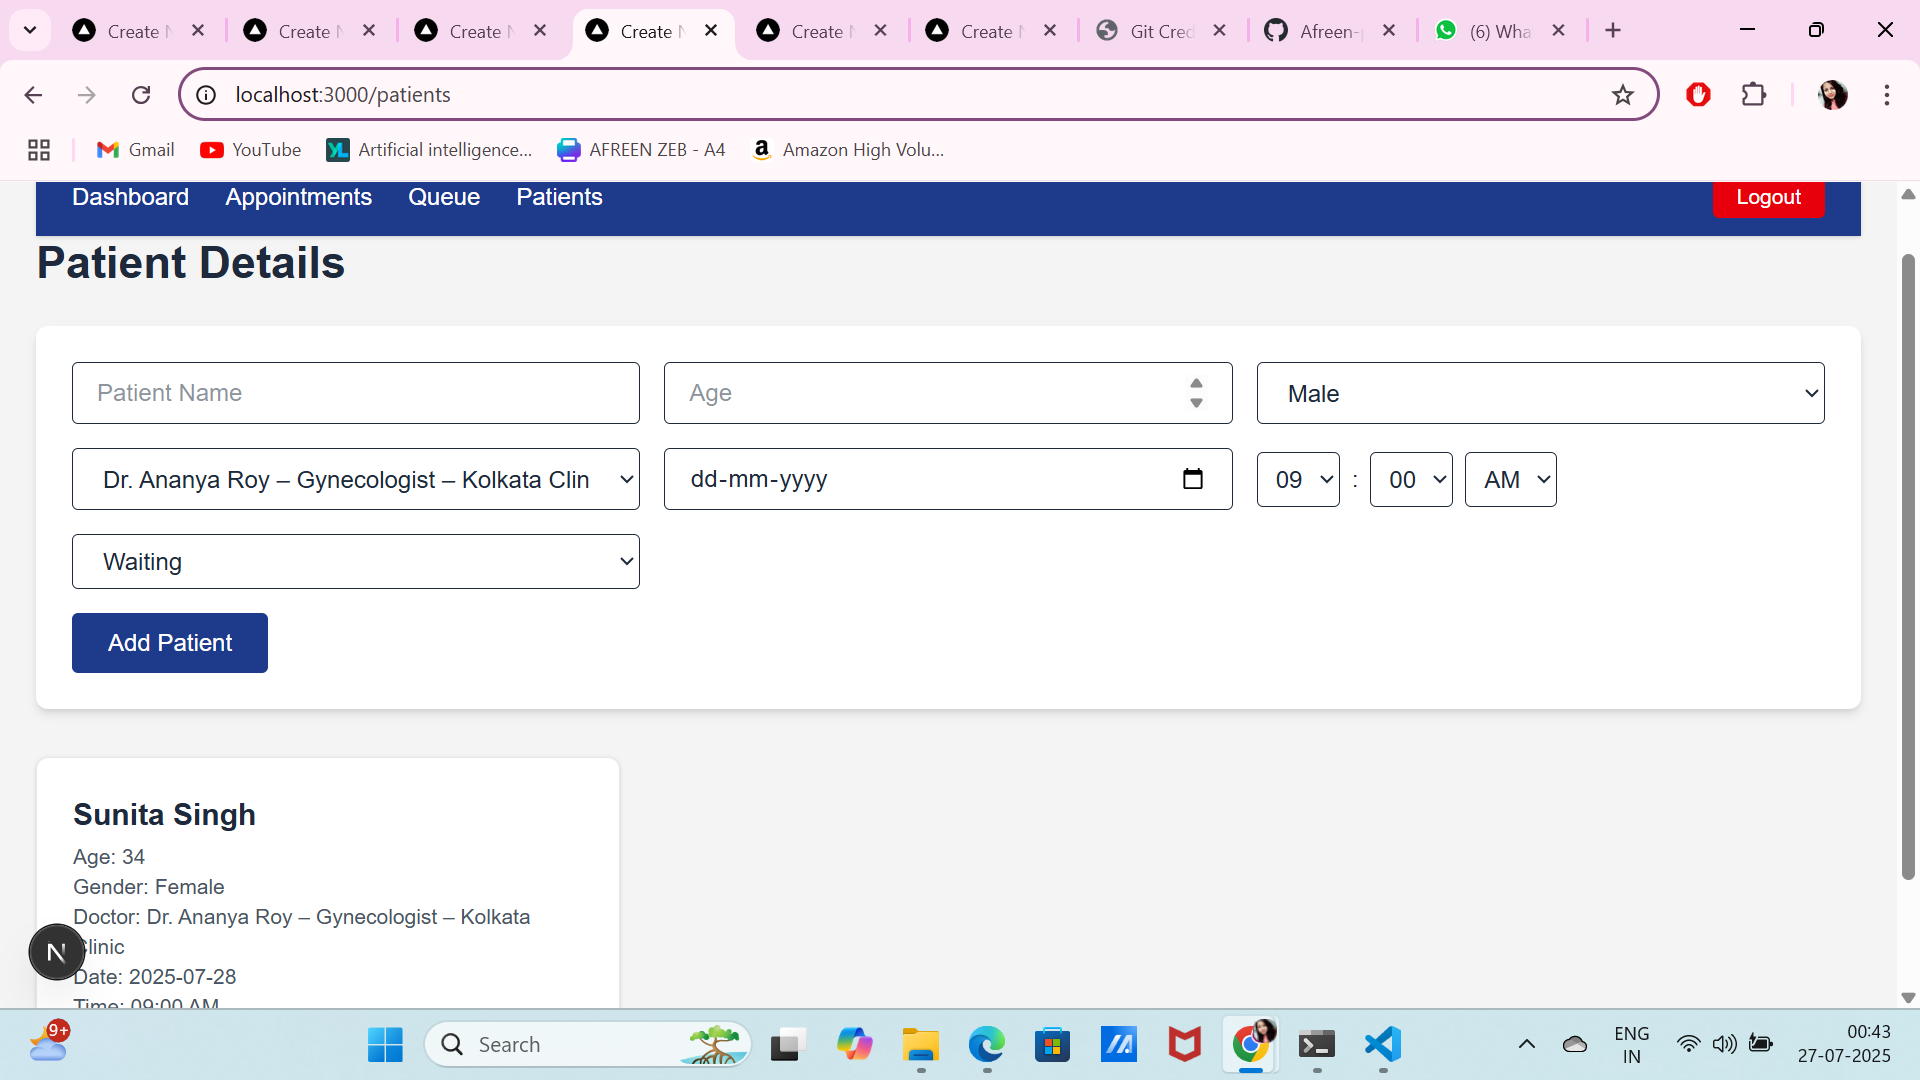 Create N
Create N
Create N
Create N
Create N
Create N
Git Cred
Afreen-
(6) Wha
localhost:3000/patients
Gmail
YouTube
Artificial intelligence...
AFREEN ZEB - A4
Amazon High Volu...
Dashboard
Appointments
Queue
Patients
Logout
Patient Details
Patient Name
Age
Male
Dr. Ananya Roy – Gynecologist – Kolkata Clin
dd-mm-yyyy
09 : 00 AM
Waiting
Add Patient
Sunita Singh
Age: 34
Gender: Female
Doctor: Dr. Ananya Roy – Gynecologist – Kolkata
Clinic
Date: 2025-07-28
Time: 09:00 AM
N
9+
Search
ENG
IN
00:43
27-07-2025